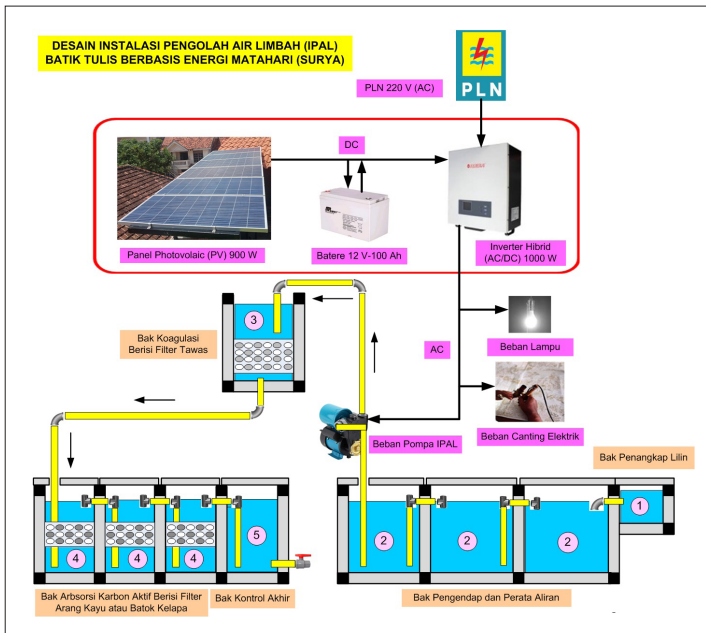 DESAIN INSTALASI PENGOLAH AIR LIMBAH (IPAL)
BATIK TULIS BERBASIS ENERGI MATAHARI (SURYA)
PLN
PLN 220 V (AC)
DC
Panel Photovolaic (PV) 900 W
Batere 12 V-100 Ah
Inverter Hibrid
(AC/DC) 1000 W
3
Bak Koagulasi
Berisi Filter Tawas
AC
Beban Lampu
Beban Canting Elektrik
Beban Pompa IPAL
Bak Penangkap Lilin
1
2
2
2
4
4
4
5
Bak Arbsorsi Karbon Aktif Berisi Filter
Arang Kayu atau Batok Kelapa
Bak Kontrol Akhir
Bak Pengendap dan Perata Aliran